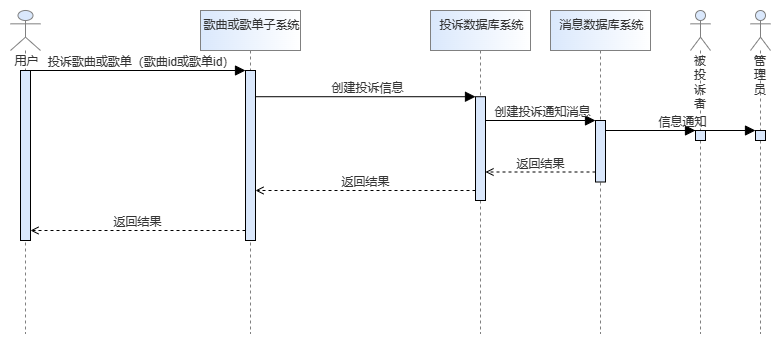 歌曲或歌单子系统
投诉数据库系统
消息数据库系统
用户
投诉歌曲或歌单（歌曲id或歌单id）
被
投
诉
者
管
理
员
创建投诉信息
创建投诉通知消息
信息通知
返回结果
返回结果
返回结果